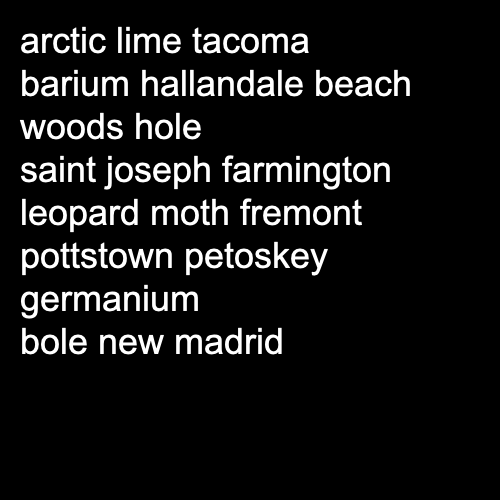 arctic lime tacoma
barium hallandale beach
woods hole
saint joseph farmington
leopard moth fremont
pottstown petoskey
germanium
bole new madrid